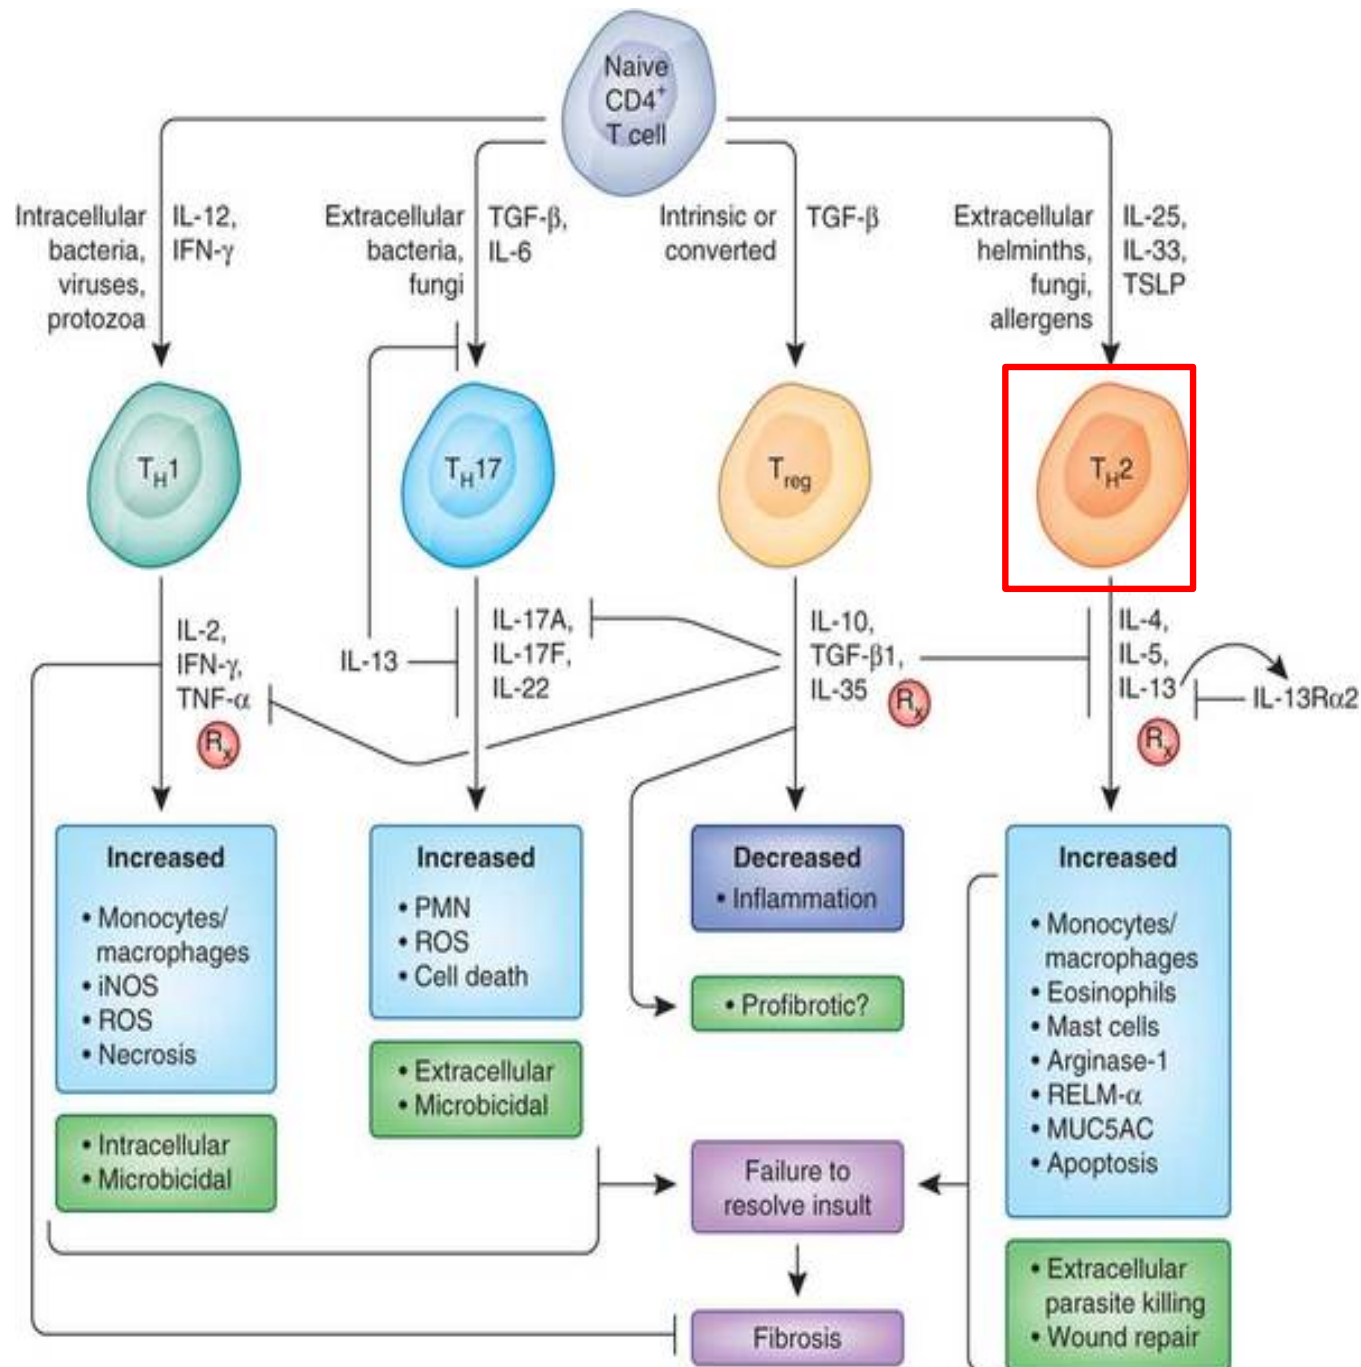 Naive
CD4⁺
T cell
Intracellular
bacteria,
viruses,
protozoa
IL-12,
IFN-γ
Extracellular
bacteria,
fungi
TGF-β,
IL-6
Intrinsic or
converted
TGF-β
Extracellular
helminths,
fungi,
allergens
IL-25,
IL-33,
TSLP
T_H1
T_H17
T_reg
T_H2
IL-2,
IFN-γ,
TNF-α
Rx
IL-13
IL-17A,
IL-17F,
IL-22
IL-10,
TGF-β1,
IL-35
Rx
IL-4,
IL-5,
IL-13
Rx
IL-13Rα2
Increased
• Monocytes/
macrophages
• iNOS
• ROS
• Necrosis
• Intracellular
• Microbicidal
Increased
• PMN
• ROS
• Cell death
• Extracellular
• Microbicidal
Decreased
• Inflammation
• Profibrotic?
Failure to
resolve insult
Fibrosis
Increased
• Monocytes/
macrophages
• Eosinophils
• Mast cells
• Arginase-1
• RELM-α
• MUC5AC
• Apoptosis
• Extracellular
parasite killing
• Wound repair